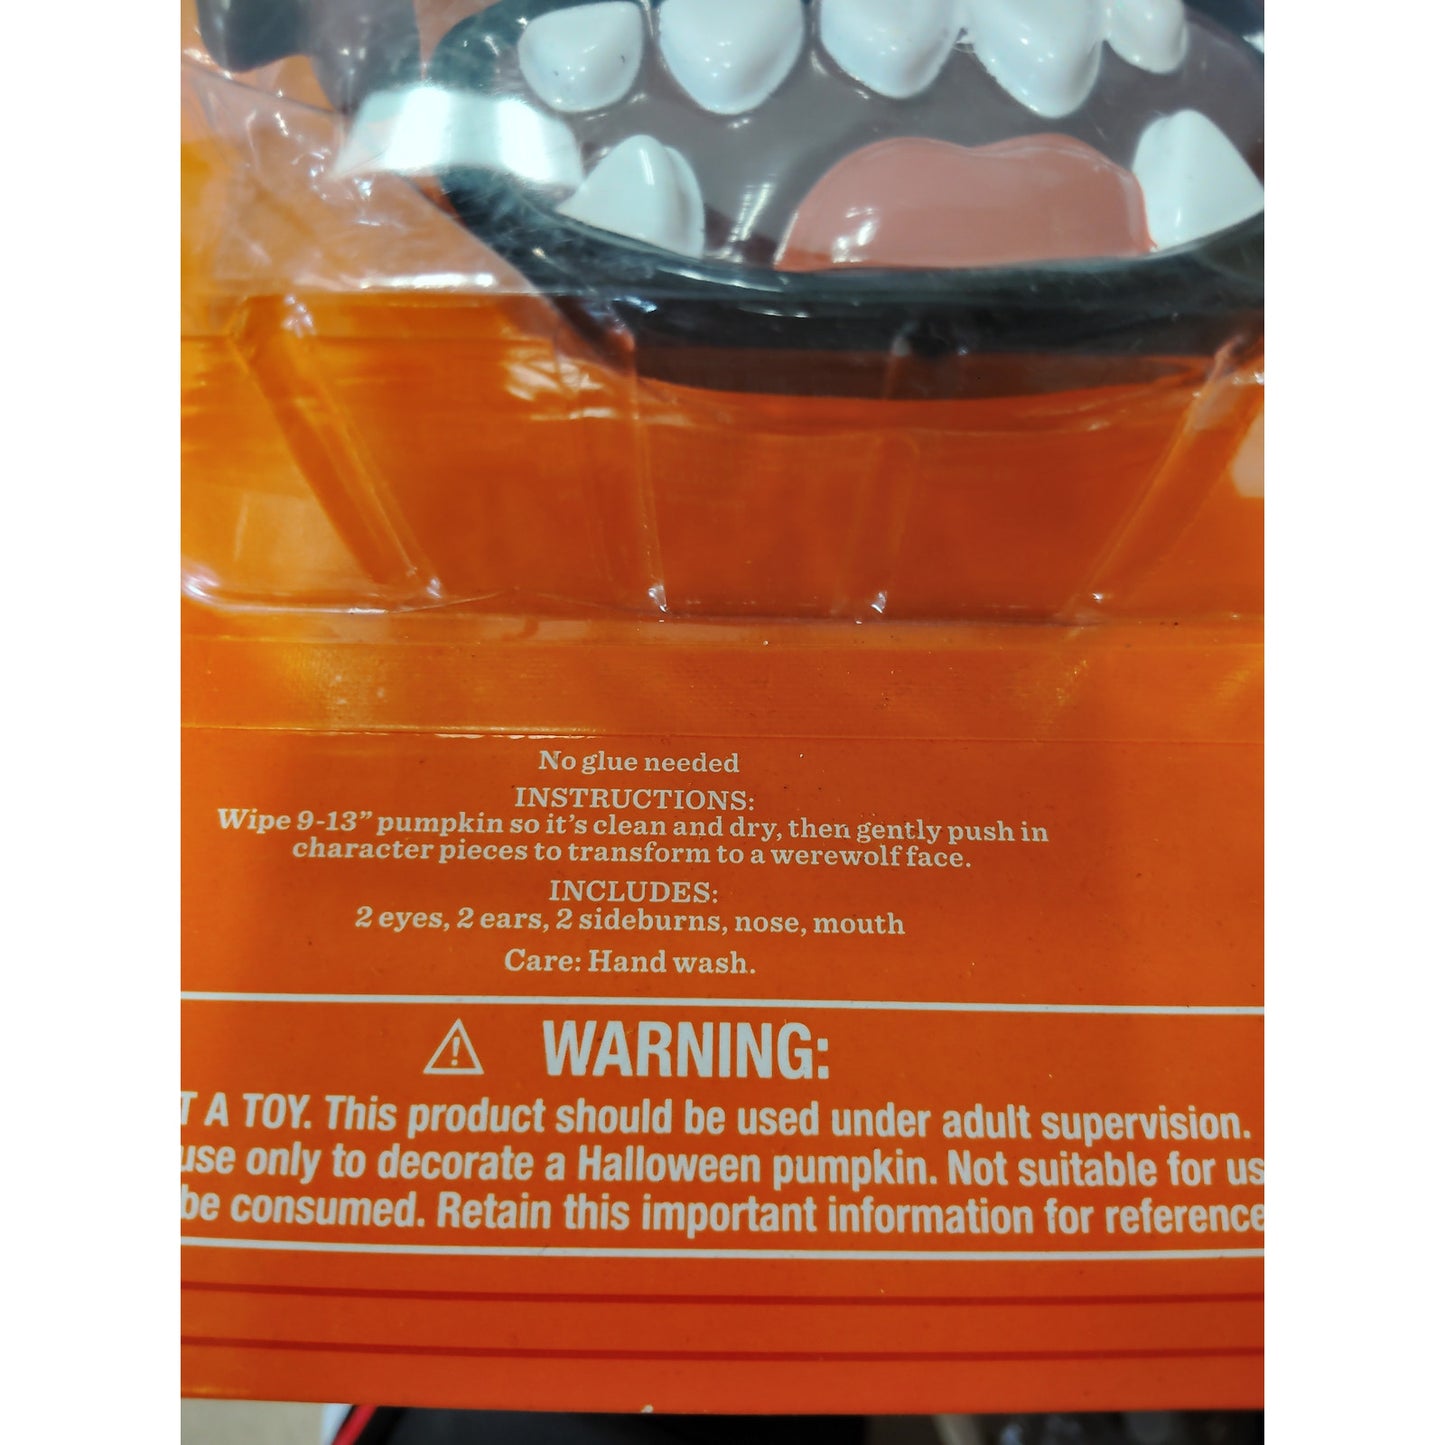 No glue needed
INSTRUCTIONS:
Wipe 9-13” pumpkin so it’s clean and dry, then gently push in
character pieces to transform to a werewolf face.
INCLUDES:
2 eyes, 2 ears, 2 sideburns, nose, mouth
Care: Hand wash.
WARNING:
T A TOY. This product should be used under adult supervision.
use only to decorate a Halloween pumpkin. Not suitable for us
be consumed. Retain this important information for reference